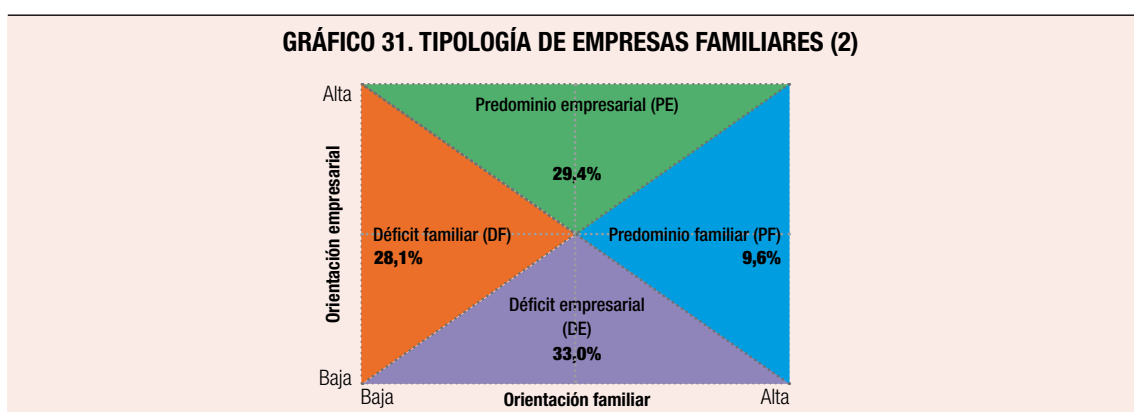 GRÁFICO 31. TIPOLOGÍA DE EMPRESAS FAMILIARES (2)
Alta
Predominio empresarial (PE)
29,4%
Orientación empresarial
Déficit familiar (DF)
28,1%
Predominio familiar (PF)
9,6%
Déficit empresarial
(DE)
33,0%
Baja
Baja
Orientación familiar
Alta